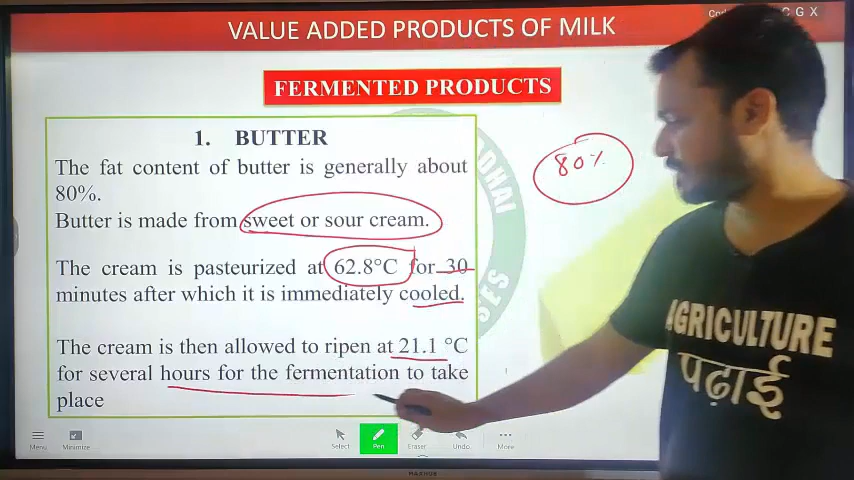 C G X
VALUE ADDED PRODUCTS OF MILK
FERMENTED PRODUCTS
1. BUTTER
The fat content of butter is generally about
80%.
Butter is made from sweet or sour cream.
The cream is pasteurized at 62.8°C for 30
minutes after which it is immediately cooled.
The cream is then allowed to ripen at 21.1 °C
for several hours for the fermentation to take
place
80%
AGRICULTURE
पढ़ाई
Menu
Minimize
Select
Pen
Eraser
Undo
More